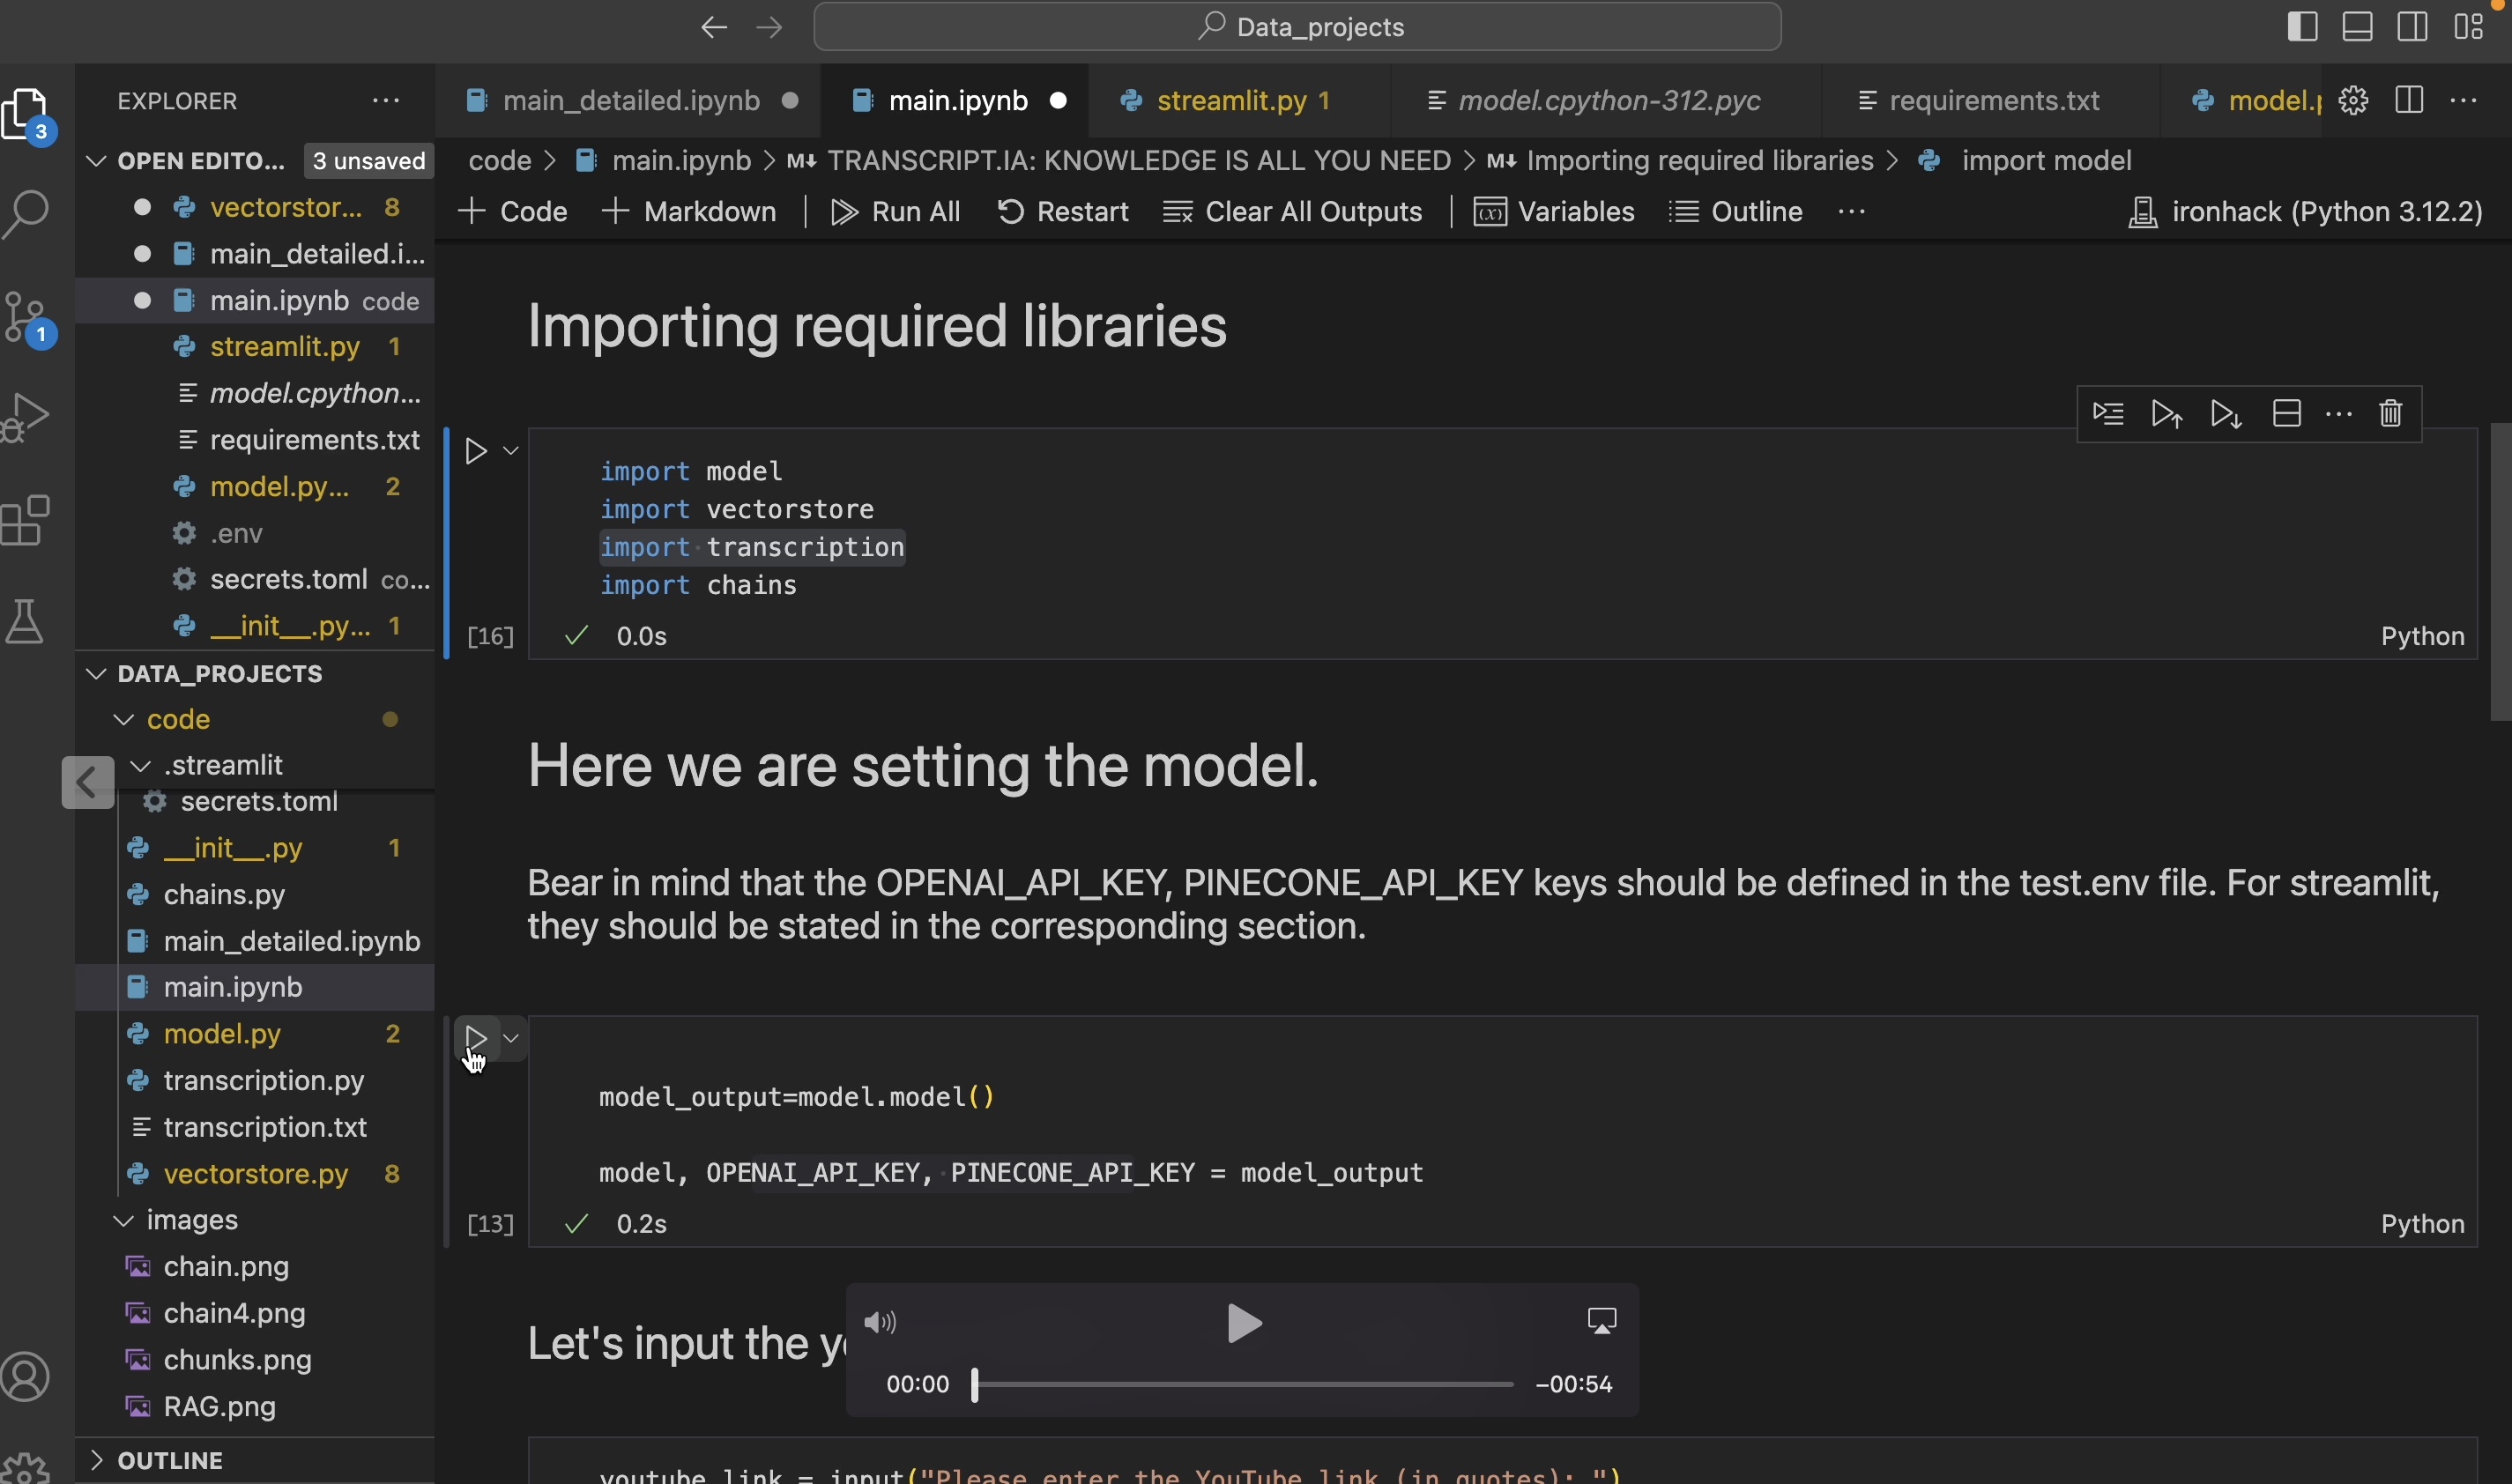 Data_projects
EXPLORER
main_detailed.ipynb
main.ipynb
streamlit.py 1
model.cpython-312.pyc
requirements.txt
3
OPEN EDITO... 3 unsaved
code > main.ipynb > M↓ TRANSCRIPT.IA: KNOWLEDGE IS ALL YOU NEED > M↓ Importing required libraries > import model
vectorstor... 8
+ Code + Markdown Run All Restart Clear All Outputs Variables Outline ... ironhack (Python 3.12.2)
main_detailed.i...
main.ipynb code
1
streamlit.py 1
model.cpython...
requirements.txt
model.py... 2
.env
secrets.toml co...
__init__.py... 1
Importing required libraries
import model
import vectorstore
import transcription
import chains
[16] 0.0s Python
DATA_PROJECTS
code
.streamlit
secrets.toml
__init__.py 1
chains.py
main_detailed.ipynb
main.ipynb
model.py 2
transcription.py
transcription.txt
vectorstore.py 8
images
chain.png
chain4.png
chunks.png
RAG.png
OUTLINE
Here we are setting the model.
Bear in mind that the OPENAI_API_KEY, PINECONE_API_KEY keys should be defined in the test.env file. For streamlit,
they should be stated in the corresponding section.
model_output=model.model()
model, OPENAI_API_KEY, PINECONE_API_KEY = model_output
[13] 0.2s Python
Let's input the
00:00 -00:54
youtube_link = input("Please enter the YouTube link (in quotes): ")